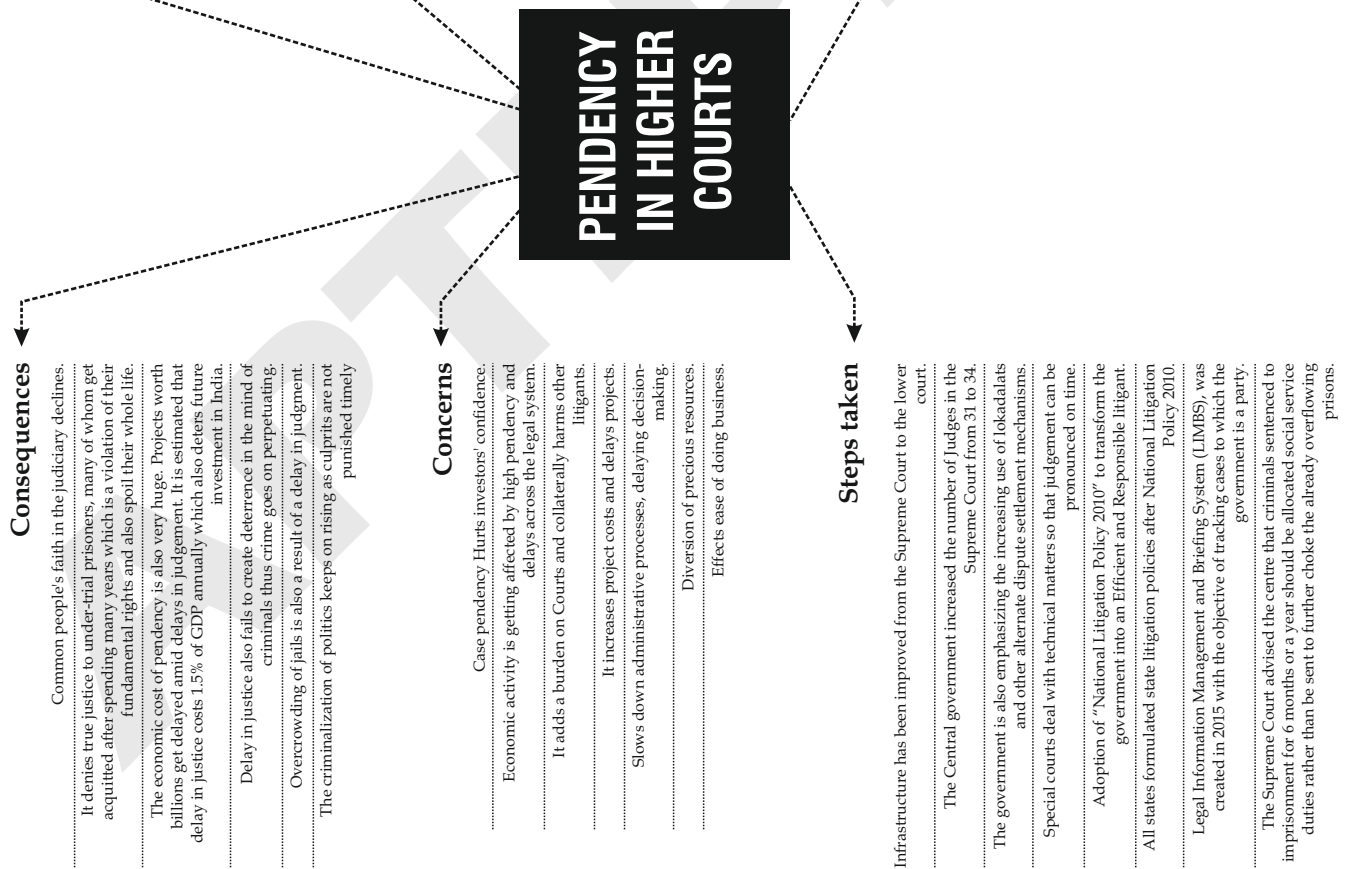 PENDENCY
IN HIGHER
COURTS
Consequences
Common people's faith in the judiciary declines.
It denies true justice to under-trial prisoners, many of whom get
acquitted after spending many years which is a violation of their
fundamental rights and also spoil their whole life.
The economic cost of pendency is also very huge. Projects worth
billions get delayed amid delays in judgement. It is estimated that
delay in justice costs 1.5% of GDP annually which also deters future
investment in India.
Delay in justice also fails to create deterrence in the mind of
criminals thus crime goes on perpetuating.
Overcrowding of jails is also a result of a delay in judgment.
The criminalization of politics keeps on rising as culprits are not
punished timely
Concerns
Case pendency Hurts investors' confidence.
Economic activity is getting affected by high pendency and
delays across the legal system.
It adds a burden on Courts and collaterally harms other
litigants.
It increases project costs and delays projects.
Slows down administrative processes, delaying decision-
making.
Diversion of precious resources.
Effects ease of doing business.
Steps taken
Infrastructure has been improved from the Supreme Court to the lower
court.
The Central government increased the number of Judges in the
Supreme Court from 31 to 34.
The government is also emphasizing the increasing use of lokadalats
and other alternate dispute settlement mechanisms.
Special courts deal with technical matters so that judgement can be
pronounced on time.
Adoption of "National Litigation Policy 2010" to transform the
government into an Efficient and Responsible litigant.
All states formulated state litigation policies after National Litigation
Policy 2010.
Legal Information Management and Briefing System (LIMBS), was
created in 2015 with the objective of tracking cases to which the
government is a party.
The Supreme Court advised the centre that criminals sentenced to
imprisonment for 6 months or a year should be allocated social service
duties rather than be sent to further choke the already overflowing
prisons.
APT